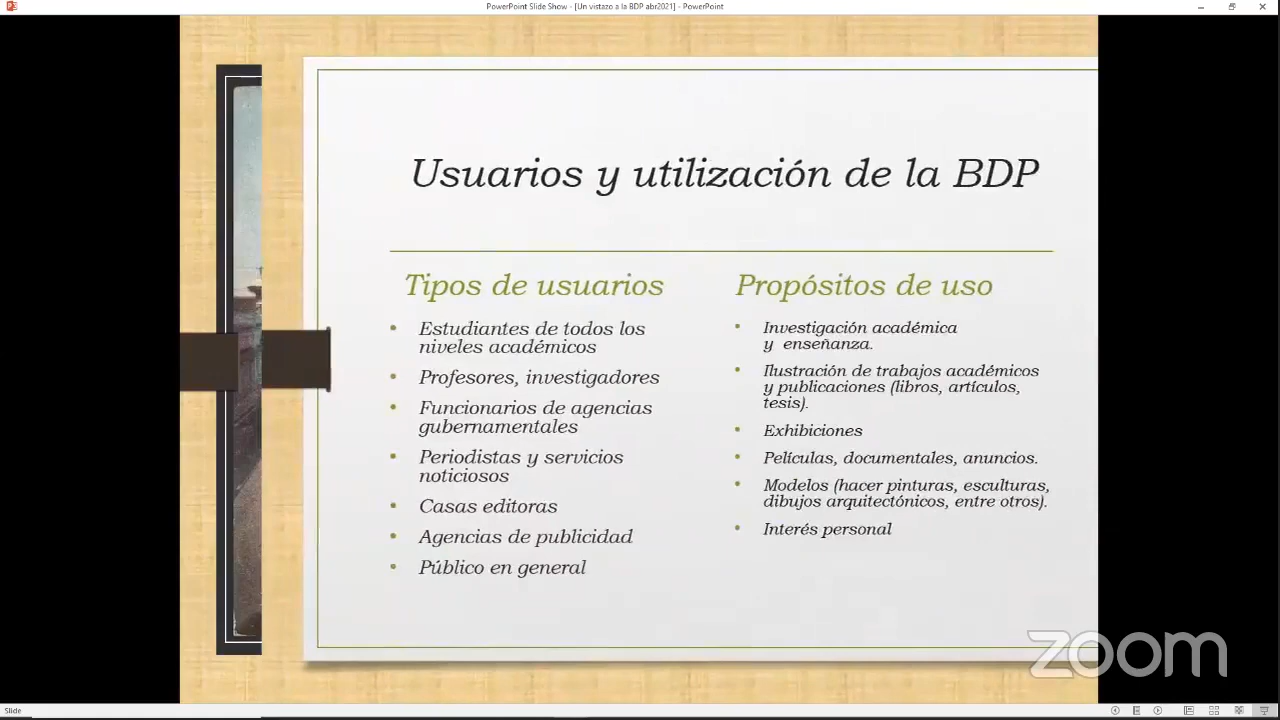 PowerPoint Slide Show - [Un vistazo a la BDP abr2021] - PowerPoint
Usuarios y utilización de la BDP
Tipos de usuarios
• Estudiantes de todos los
niveles académicos
• Profesores, investigadores
• Funcionarios de agencias
gubernamentales
• Periodistas y servicios
noticiosos
• Casas editoras
• Agencias de publicidad
• Público en general
Propósitos de uso
• Investigación académica
y enseñanza.
• Ilustración de trabajos académicos
y publicaciones (libros, artículos,
tesis).
• Exhibiciones
• Películas, documentales, anuncios.
• Modelos (hacer pinturas, esculturas,
dibujos arquitectónicos, entre otros).
• Interés personal
zoom
Slide